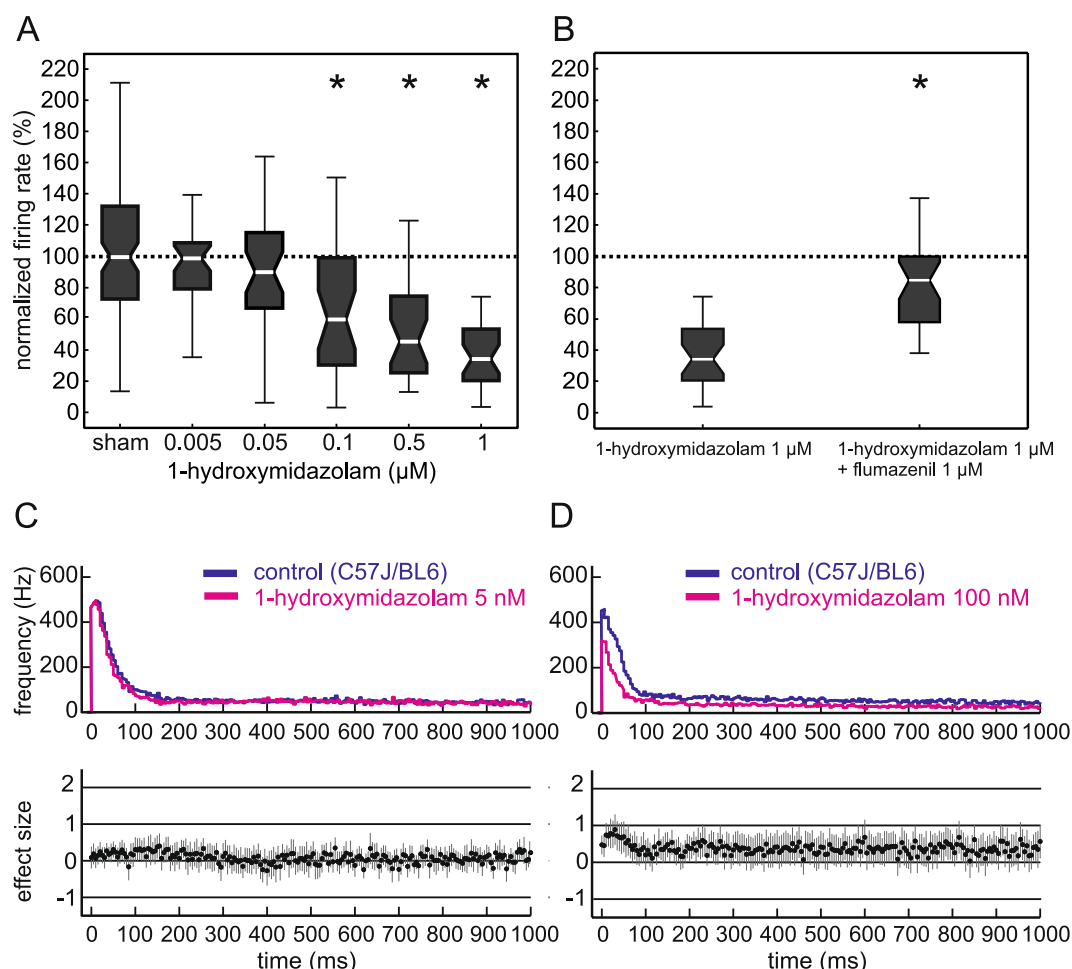 A
B
normalized firing rate (%)
220
200
180
160
140
120
100
80
60
40
20
0
* * *
sham 0.005 0.05 0.1 0.5 1
1-hydroxymidazolam (µM)
220
200
180
160
140
120
100
80
60
40
20
0
*
1-hydroxymidazolam 1 µM
1-hydroxymidazolam 1 µM
+ flumazenil 1 µM
C
D
frequency (Hz)
600
400
200
0
control (C57J/BL6)
1-hydroxymidazolam 5 nM
0 100 200 300 400 500 600 700 800 900 1000
600
400
200
0
control (C57J/BL6)
1-hydroxymidazolam 100 nM
0 100 200 300 400 500 600 700 800 900 1000
effect size
2
1
0
-1
0 100 200 300 400 500 600 700 800 900 1000
time (ms)
2
1
0
-1
0 100 200 300 400 500 600 700 800 900 1000
time (ms)